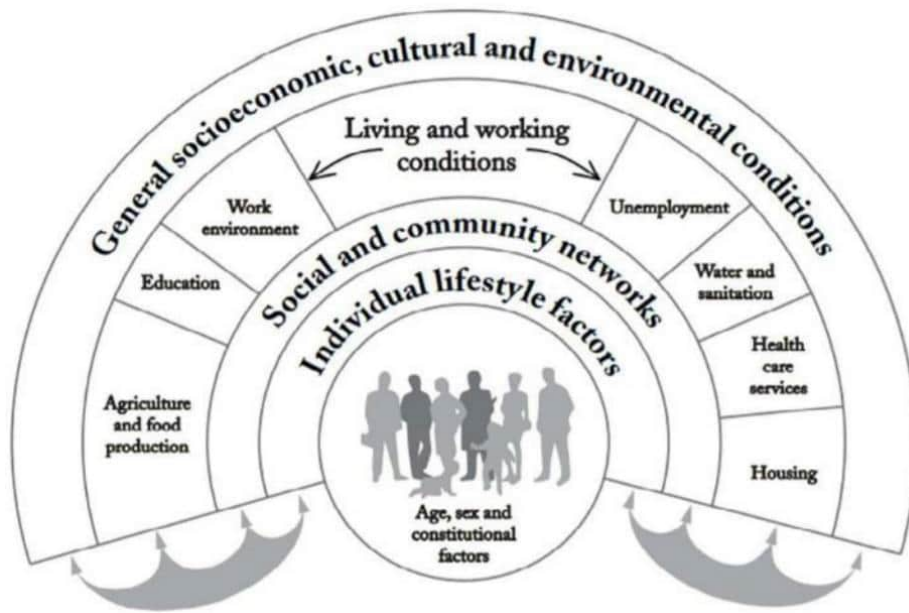 General socioeconomic, cultural and environmental conditions
Living and working
conditions
Work
environment
Unemployment
Education
Water and
sanitation
Agriculture
and food
production
Health
care
services
Housing
Social and community networks
Individual lifestyle factors
Age, sex and
constitutional
factors